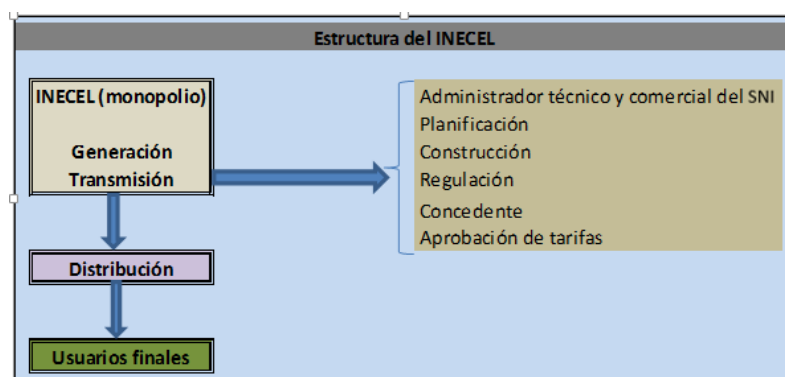 Estructura del INECEL
INECEL (monopolio)
Generación
Transmisión
Administrador técnico y comercial del SNI
Planificación
Construcción
Regulación
Concedente
Aprobación de tarifas
Distribución
Usuarios finales